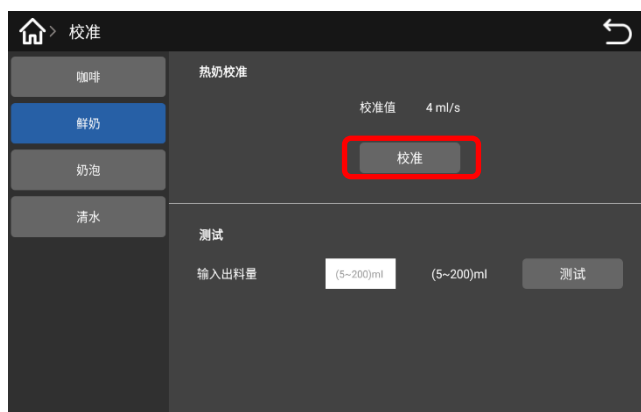 校准
咖啡
鲜奶
奶泡
清水
热奶校准
校准值 4 ml/s
校准
测试
输入出料量 (5~200)ml (5~200)ml 测试